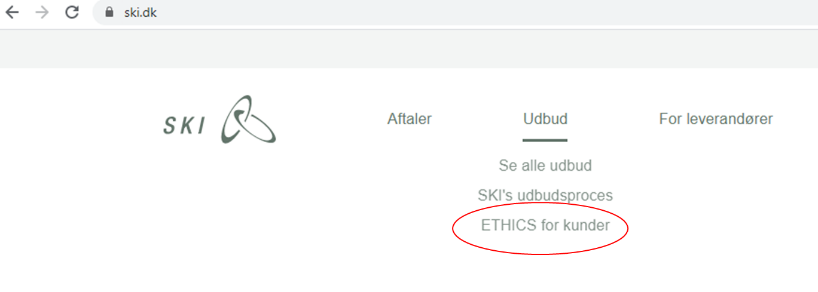 ski.dk
SKI
Aftaler Udbud For leverandører
Se alle udbud
SKI's udbudsproces
ETHICS for kunder